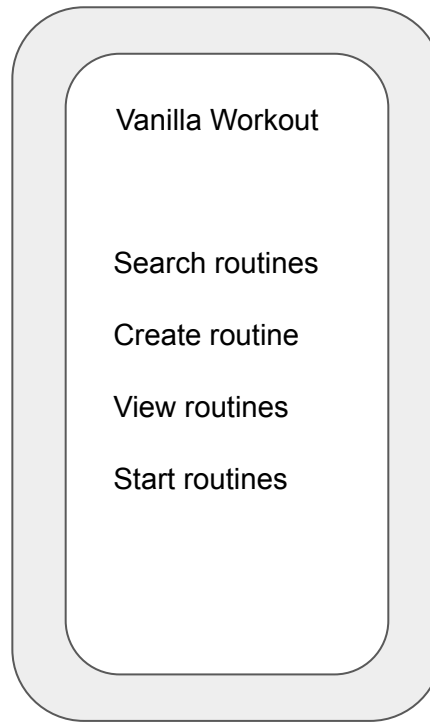 Vanilla Workout
Search routines
Create routine
View routines
Start routines